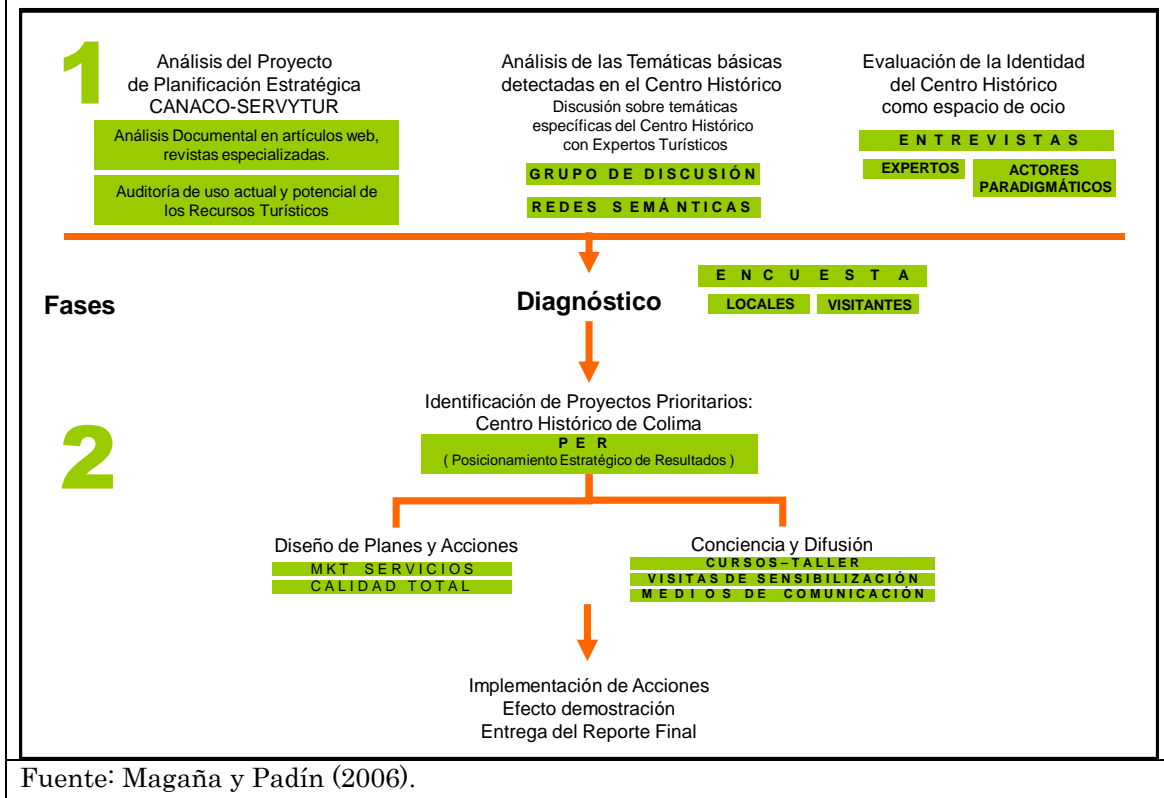 1
Análisis del Proyecto
de Planificación Estratégica
CANACO-SERVYTUR
Análisis Documental en artículos web,
revistas especializadas.
Auditoría de uso actual y potencial de
los Recursos Turísticos
Análisis de las Temáticas básicas
detectadas en el Centro Histórico
Discusión sobre temáticas
específicas del Centro Histórico
con Expertos Turísticos
GRUPO DE DISCUSIÓN
REDES SEMÁNTICAS
Evaluación de la Identidad
del Centro Histórico
como espacio de ocio
ENTREVISTAS
EXPERTOS
ACTORES
PARADIGMÁTICOS
Fases
Diagnóstico
ENCUESTA
LOCALES
VISITANTES
2
Identificación de Proyectos Prioritarios:
Centro Histórico de Colima
PER
( Posicionamiento Estratégico de Resultados )
Diseño de Planes y Acciones
MKT SERVICIOS
CALIDAD TOTAL
Conciencia y Difusión
CURSOS–TALLER
VISITAS DE SENSIBILIZACIÓN
MEDIOS DE COMUNICACIÓN
Implementación de Acciones
Efecto demostración
Entrega del Reporte Final
Fuente: Magaña y Padín (2006).